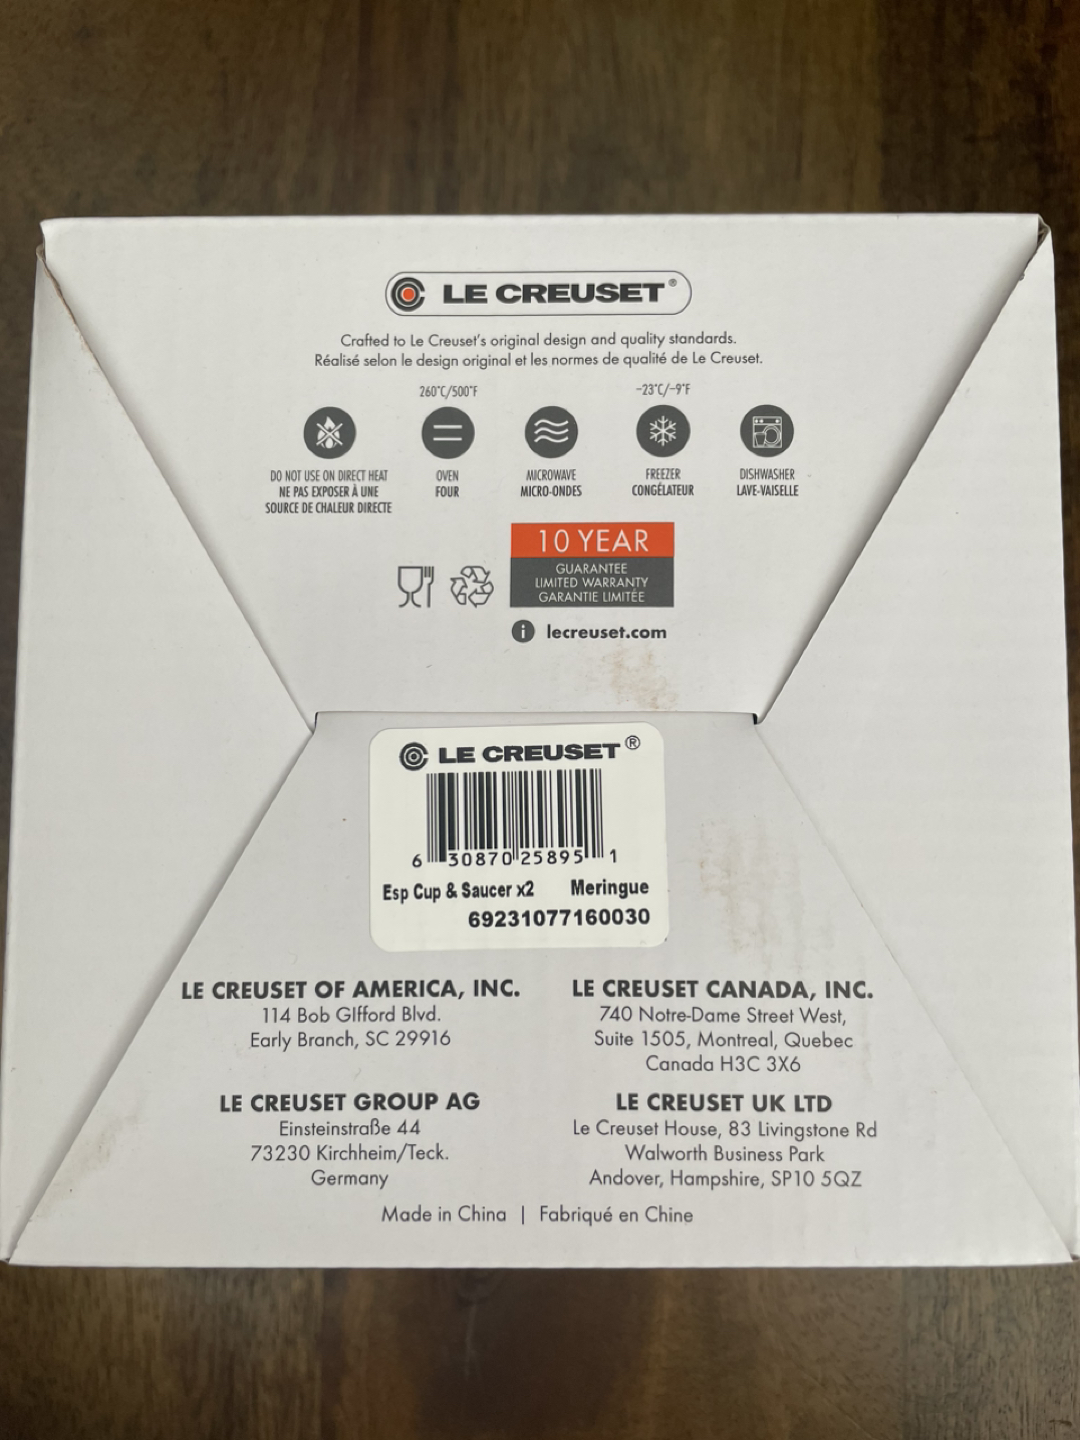 LE CREUSET®
Crafted to Le Creuset's original design and quality standards.
Réalisé selon le design original et les normes de qualité de Le Creuset.
260°C/500°F
-23°C/-9°F
DO NOT USE ON DIRECT HEAT
NE PAS EXPOSER À UNE
SOURCE DE CHALEUR DIRECTE
OVEN
FOUR
MICROWAVE
MICRO-ONDES
FREEZER
CONGÉLATEUR
DISHWASHER
LAVE-VAISELLE
10 YEAR
GUARANTEE
LIMITED WARRANTY
GARANTIE LIMITÉE
i lecreuset.com
LE CREUSET®
6 30870 25895 1
Esp Cup & Saucer x2 Meringue
69231077160030
LE CREUSET OF AMERICA, INC.
114 Bob GIfford Blvd.
Early Branch, SC 29916
LE CREUSET CANADA, INC.
740 Notre-Dame Street West,
Suite 1505, Montreal, Quebec
Canada H3C 3X6
LE CREUSET GROUP AG
Einsteinstraße 44
73230 Kirchheim/Teck.
Germany
LE CREUSET UK LTD
Le Creuset House, 83 Livingstone Rd
Walworth Business Park
Andover, Hampshire, SP10 5QZ
Made in China | Fabriqué en Chine